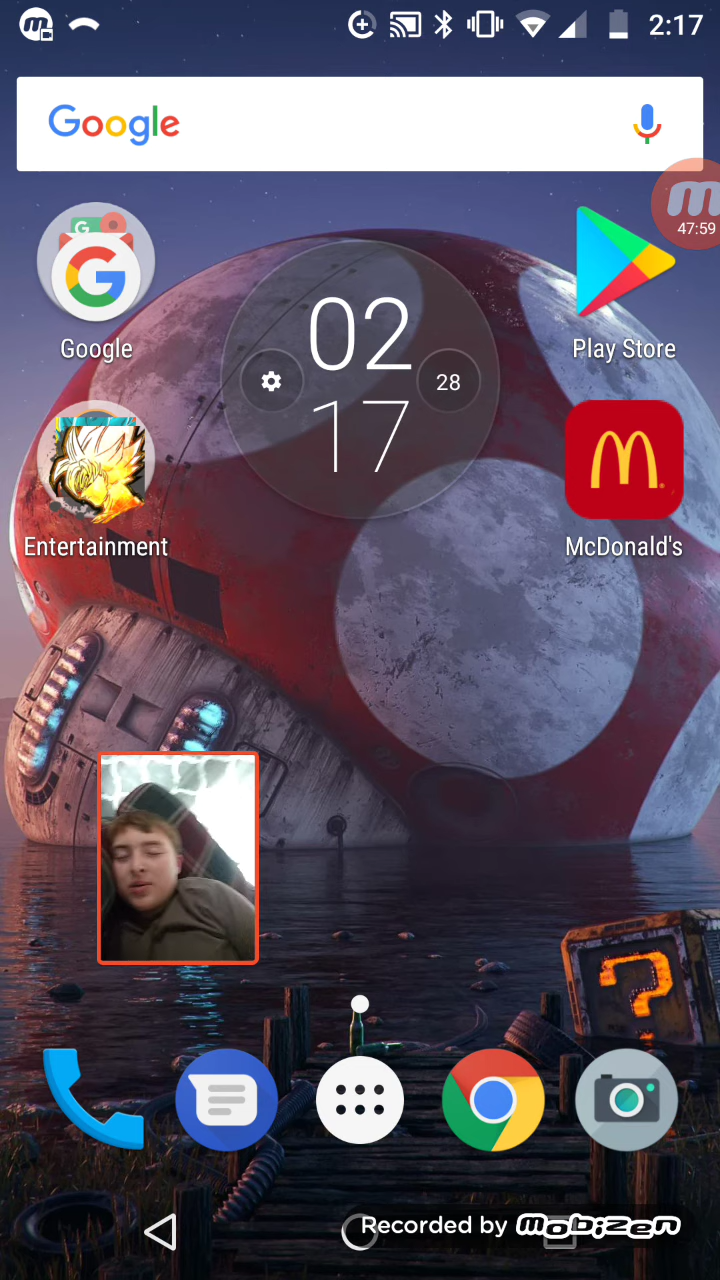 2:17
Google
47:59
G
G
Google
02
28
17
Play Store
Entertainment
McDonald's
?
Recorded by mobizen